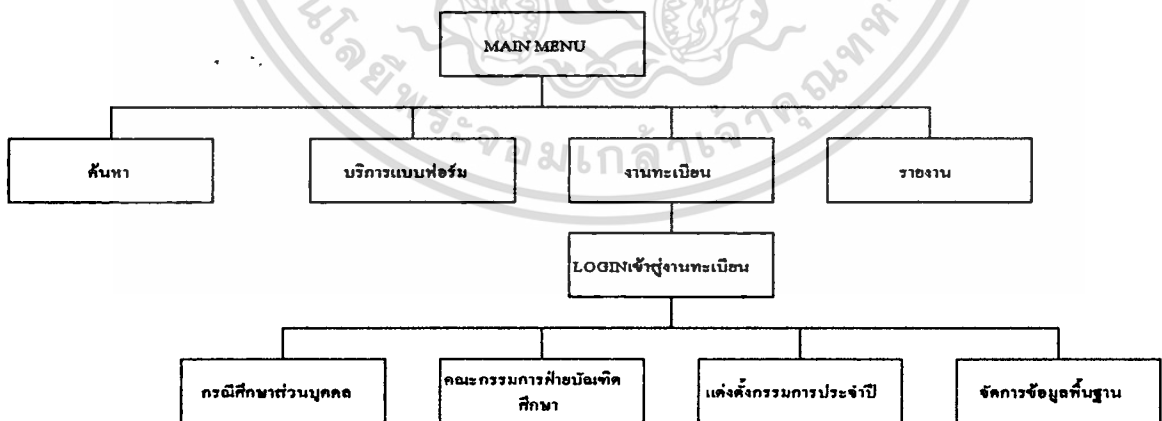 MAIN MENU
ค้นหา
บริการแบบฟอร์ม
งานทะเบียน
รายงาน
LOGINเข้าสู่งานทะเบียน
กรณีศึกษาส่วนบุคคล
คณะกรรมการฝ่ายบัณฑิต
ศึกษา
แต่งตั้งกรรมการประจำปี
จัดการข้อมูลพื้นฐาน